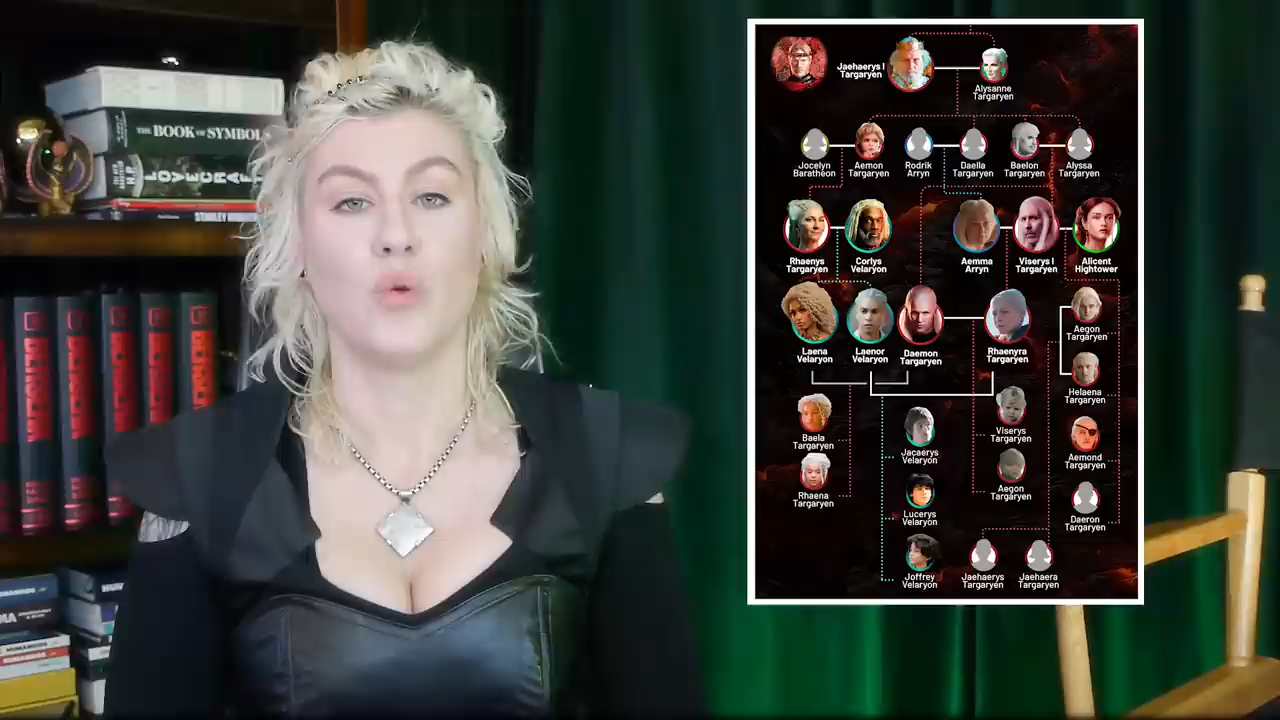 THE BOOK OF SYMBOLS
H.P.
LOVECRAF
Jaehaerys I
Targaryen
Alysanne
Targaryen
Jocelyn
Baratheon
Aemon
Targaryen
Rodrik
Arryn
Daella
Targaryen
Baelon
Targaryen
Alyssa
Targaryen
Rhaenys
Targaryen
Corlys
Velaryon
Aemma
Arryn
Viserys I
Targaryen
Alicent
Hightower
Laena
Velaryon
Laenor
Velaryon
Daemon
Targaryen
Rhaenyra
Targaryen
Aegon
Targaryen
Helaena
Targaryen
Baela
Targaryen
Rhaena
Targaryen
Jacaerys
Velaryon
Lucerys
Velaryon
Joffrey
Velaryon
Viserys
Targaryen
Aegon
Targaryen
Aemond
Targaryen
Daeron
Targaryen
Jaehaerys
Targaryen
Jaehaera
Targaryen